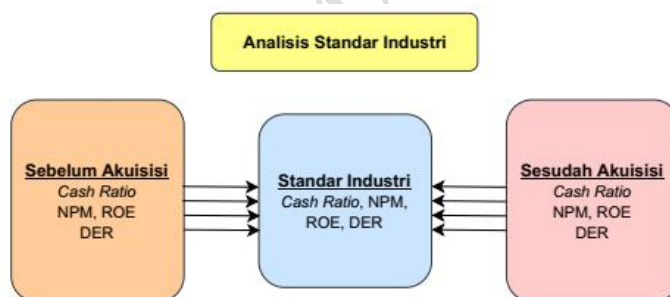 Analisis Standar Industri
Sebelum Akuisisi
Cash Ratio
NPM, ROE
DER
Standar Industri
Cash Ratio, NPM,
ROE, DER
Sesudah Akuisisi
Cash Ratio
NPM, ROE
DER